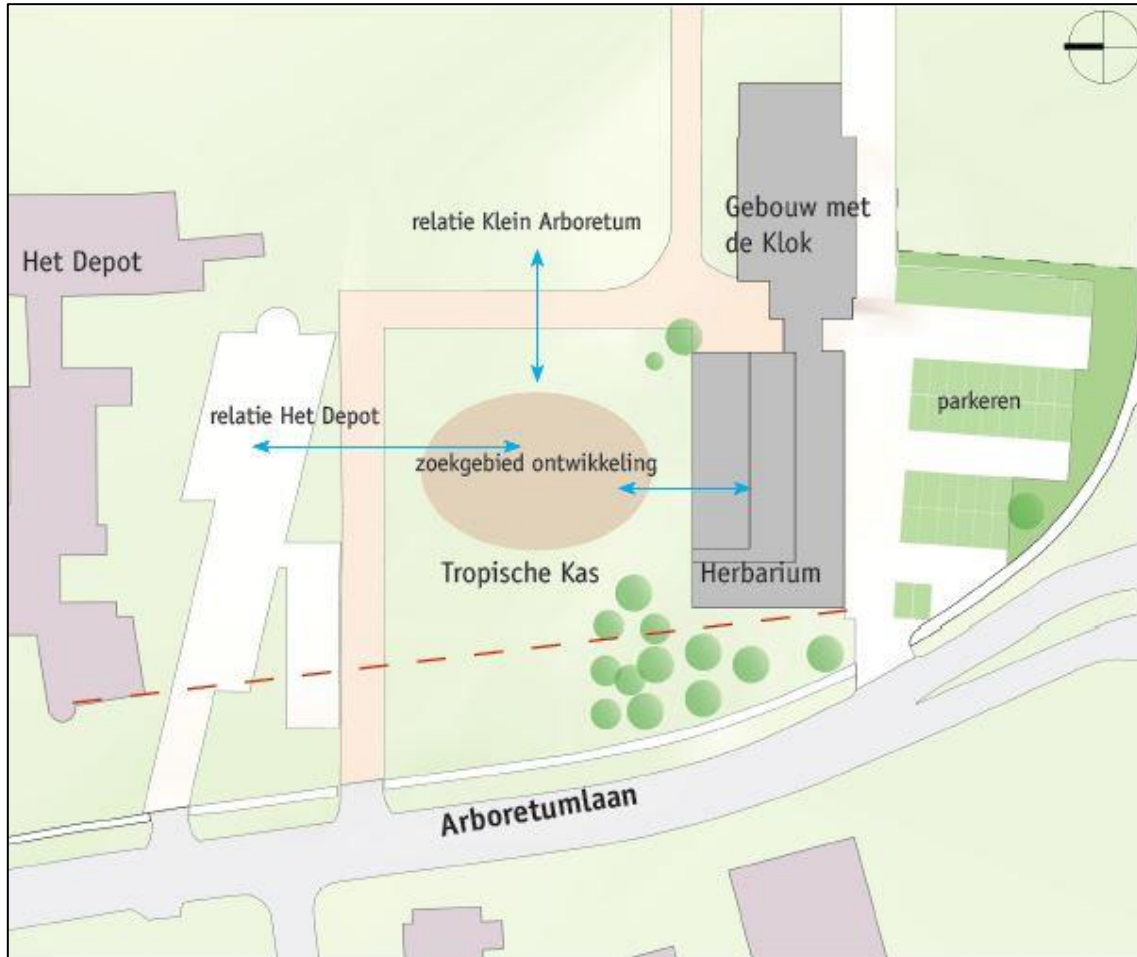 Gebouw met
de Klok
relatie Klein Arboretum
Het Depot
parkeren
relatie Het Depot
zoekgebied ontwikkeling
Tropische Kas
Herbarium
Arboretumlaan